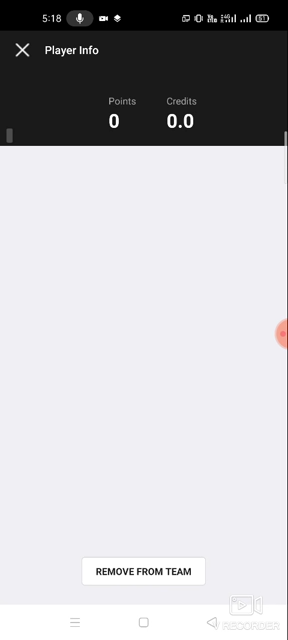 5:18
Player Info
Points
Credits
0
0.0
REMOVE FROM TEAM
RECORDER